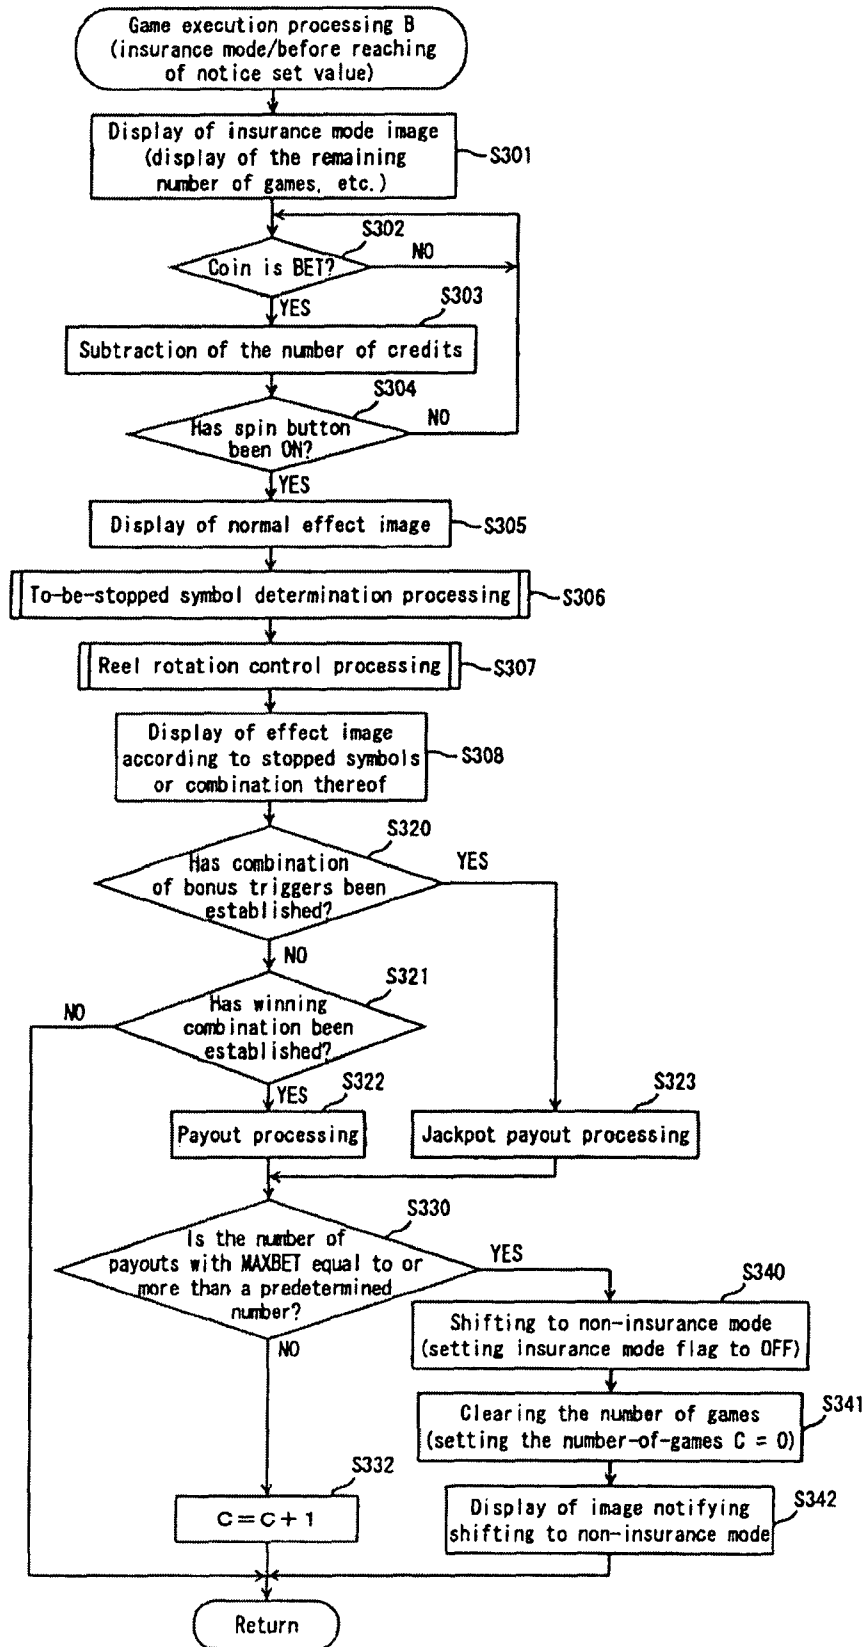 Game execution processing B
(insurance mode/before reaching
of notice set value)
Display of insurance mode image
(display of the remaining
number of games, etc.)
S301
S302
Coin is BET?
NO
YES
S303
Subtraction of the number of credits
S304
Has spin button
been ON?
NO
YES
Display of normal effect image
S305
To-be-stopped symbol determination processing
S306
Reel rotation control processing
S307
Display of effect image
according to stopped symbols
or combination thereof
S308
S320
Has combination
of bonus triggers been
established?
YES
NO
S321
Has winning
combination been
established?
NO
YES
S322
Payout processing
S323
Jackpot payout processing
S330
Is the number of
payouts with MAXBET equal to or
more than a predetermined
number?
YES
NO
S340
Shifting to non-insurance mode
(setting insurance mode flag to OFF)
S341
Clearing the number of games
(setting the number-of-games C = 0)
S332
C=C+1
S342
Display of image notifying
shifting to non-insurance mode
Return